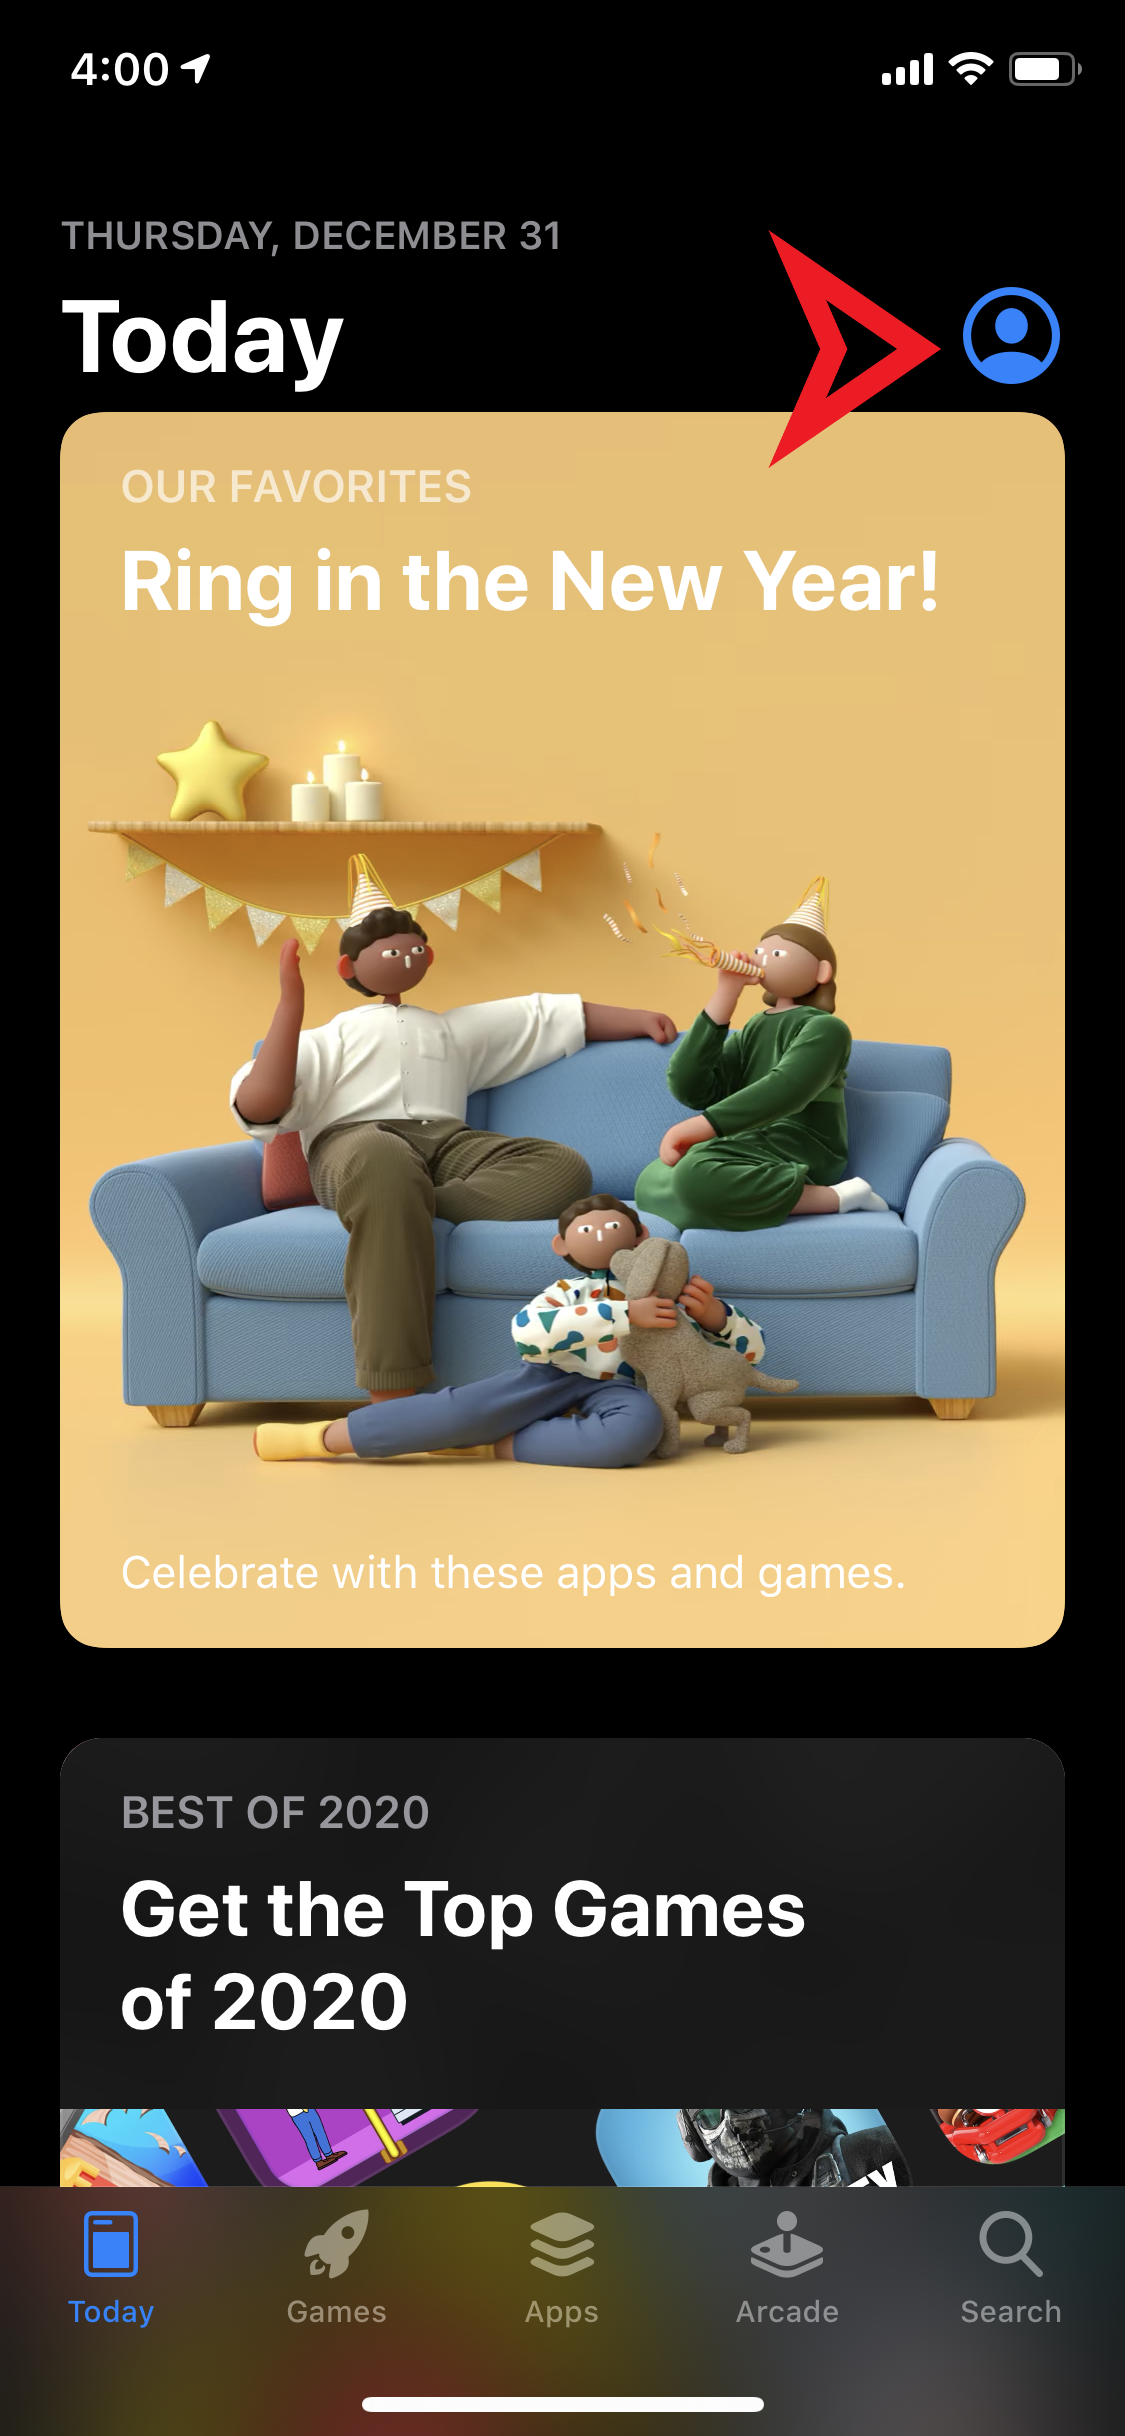 4:00
THURSDAY, DECEMBER 31
Today
OUR FAVORITES
Ring in the New Year!
Celebrate with these apps and games.
BEST OF 2020
Get the Top Games
of 2020
Today
Games
Apps
Arcade
Search